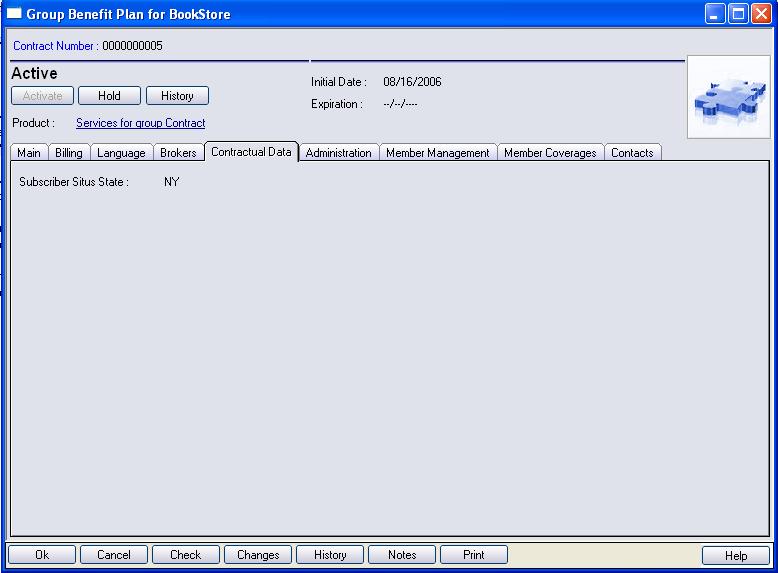 Group Benefit Plan for BookStore
Contract Number : 0000000005
Active
Activate Hold History
Initial Date : 08/16/2006
Expiration : --/--/----
Product : Services for group Contract
Main Billing Language Brokers Contractual Data Administration Member Management Member Coverages Contacts
Subscriber Situs State : NY
Ok Cancel Check Changes History Notes Print Help